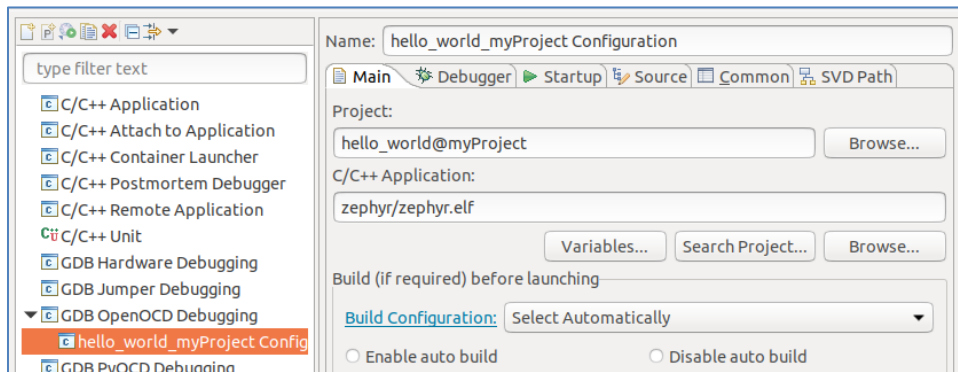 Name: hello_world_myProject Configuration
type filter text
Main Debugger Startup Source Common SVD Path
C/C++ Application
C/C++ Attach to Application
C/C++ Container Launcher
C/C++ Postmortem Debugger
C/C++ Remote Application
C/C++ Unit
GDB Hardware Debugging
GDB Jumper Debugging
GDB OpenOCD Debugging
hello_world_myProject Config
GDB PyOCD Debugging
Project:
hello_world@myProject Browse...
C/C++ Application:
zephyr/zephyr.elf
Variables... Search Project... Browse...
Build (if required) before launching
Build Configuration: Select Automatically
Enable auto build Disable auto build